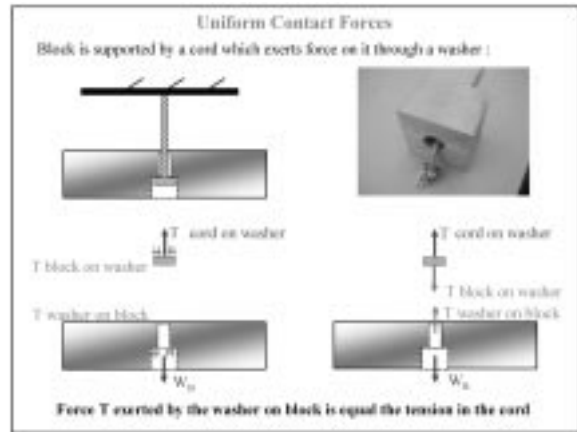 Uniform Contact Forces
Block is supported by a cord which exerts force on it through a washer :
T cord on washer
T block on washer
T cord on washer
T block on washer
T washer on block
T washer on block
W_B
W_B
Force T exerted by the washer on block is equal the tension in the cord